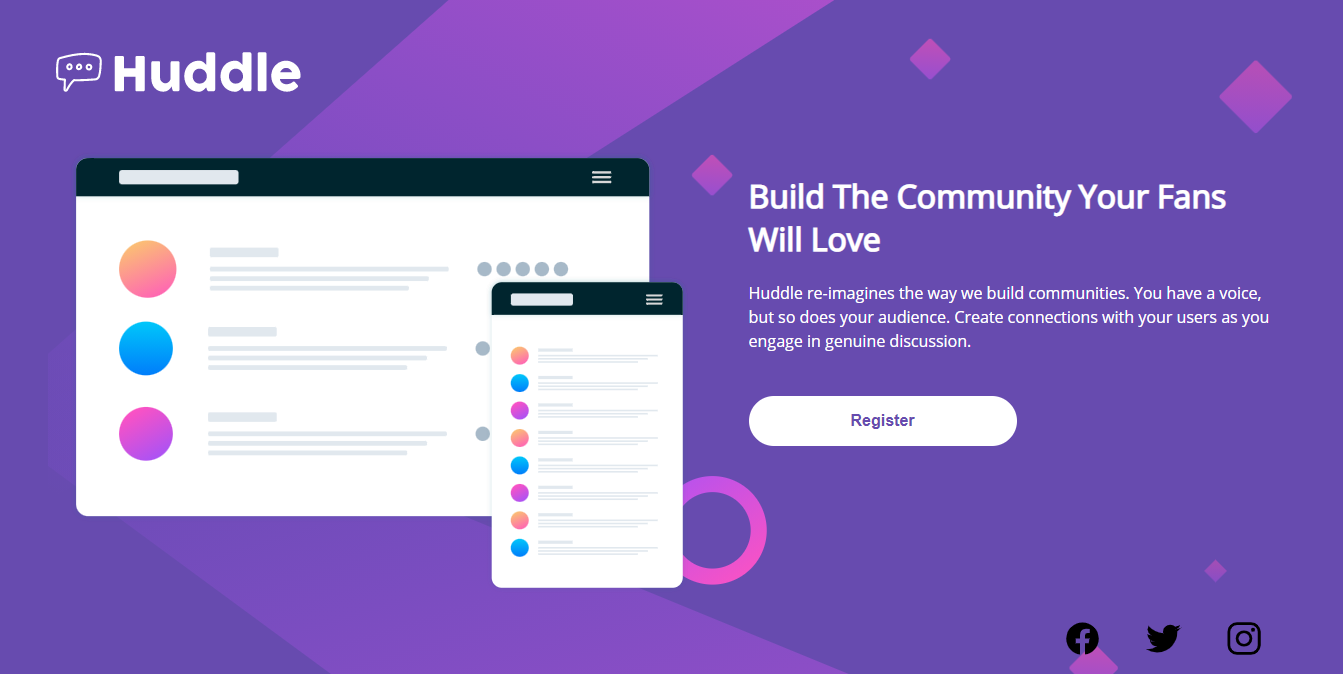 Huddle
Build The Community Your Fans
Will Love
Huddle re-imagines the way we build communities. You have a voice,
but so does your audience. Create connections with your users as you
engage in genuine discussion.
Register